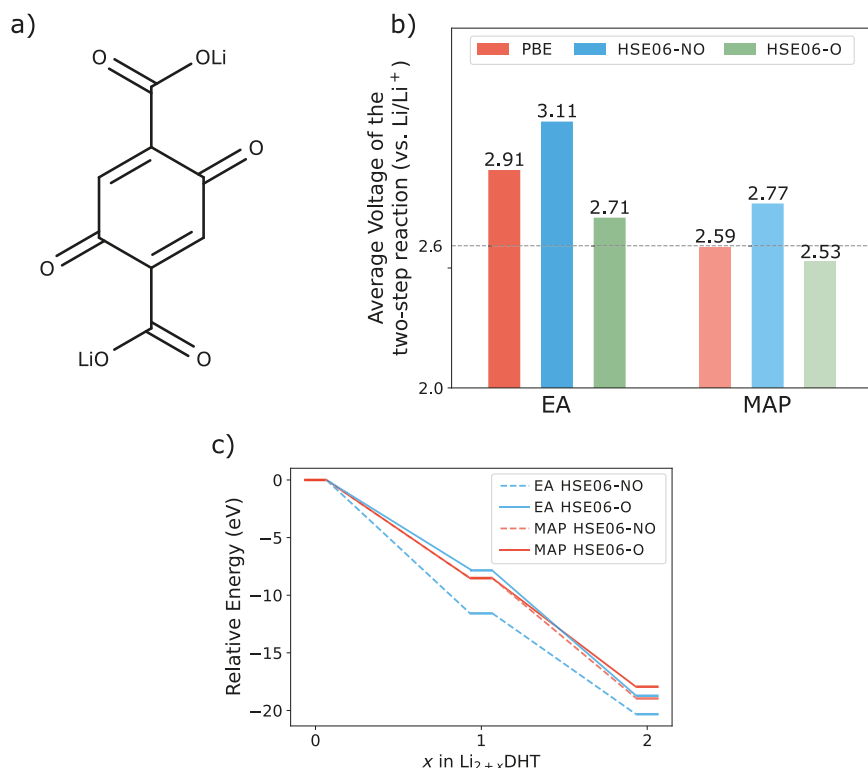 a)
O
OLi
O
O
LiO
O
b)
PBE
HSE06-NO
HSE06-O
Average Voltage of the
two-step reaction (vs. Li/Li⁺)
2.6
2.0
2.91
3.11
2.71
2.59
2.77
2.53
EA
MAP
c)
Relative Energy (eV)
0
−5
−10
−15
−20
EA HSE06-NO
EA HSE06-O
MAP HSE06-NO
MAP HSE06-O
0
1
2
x in Li₂₊ₓDHT